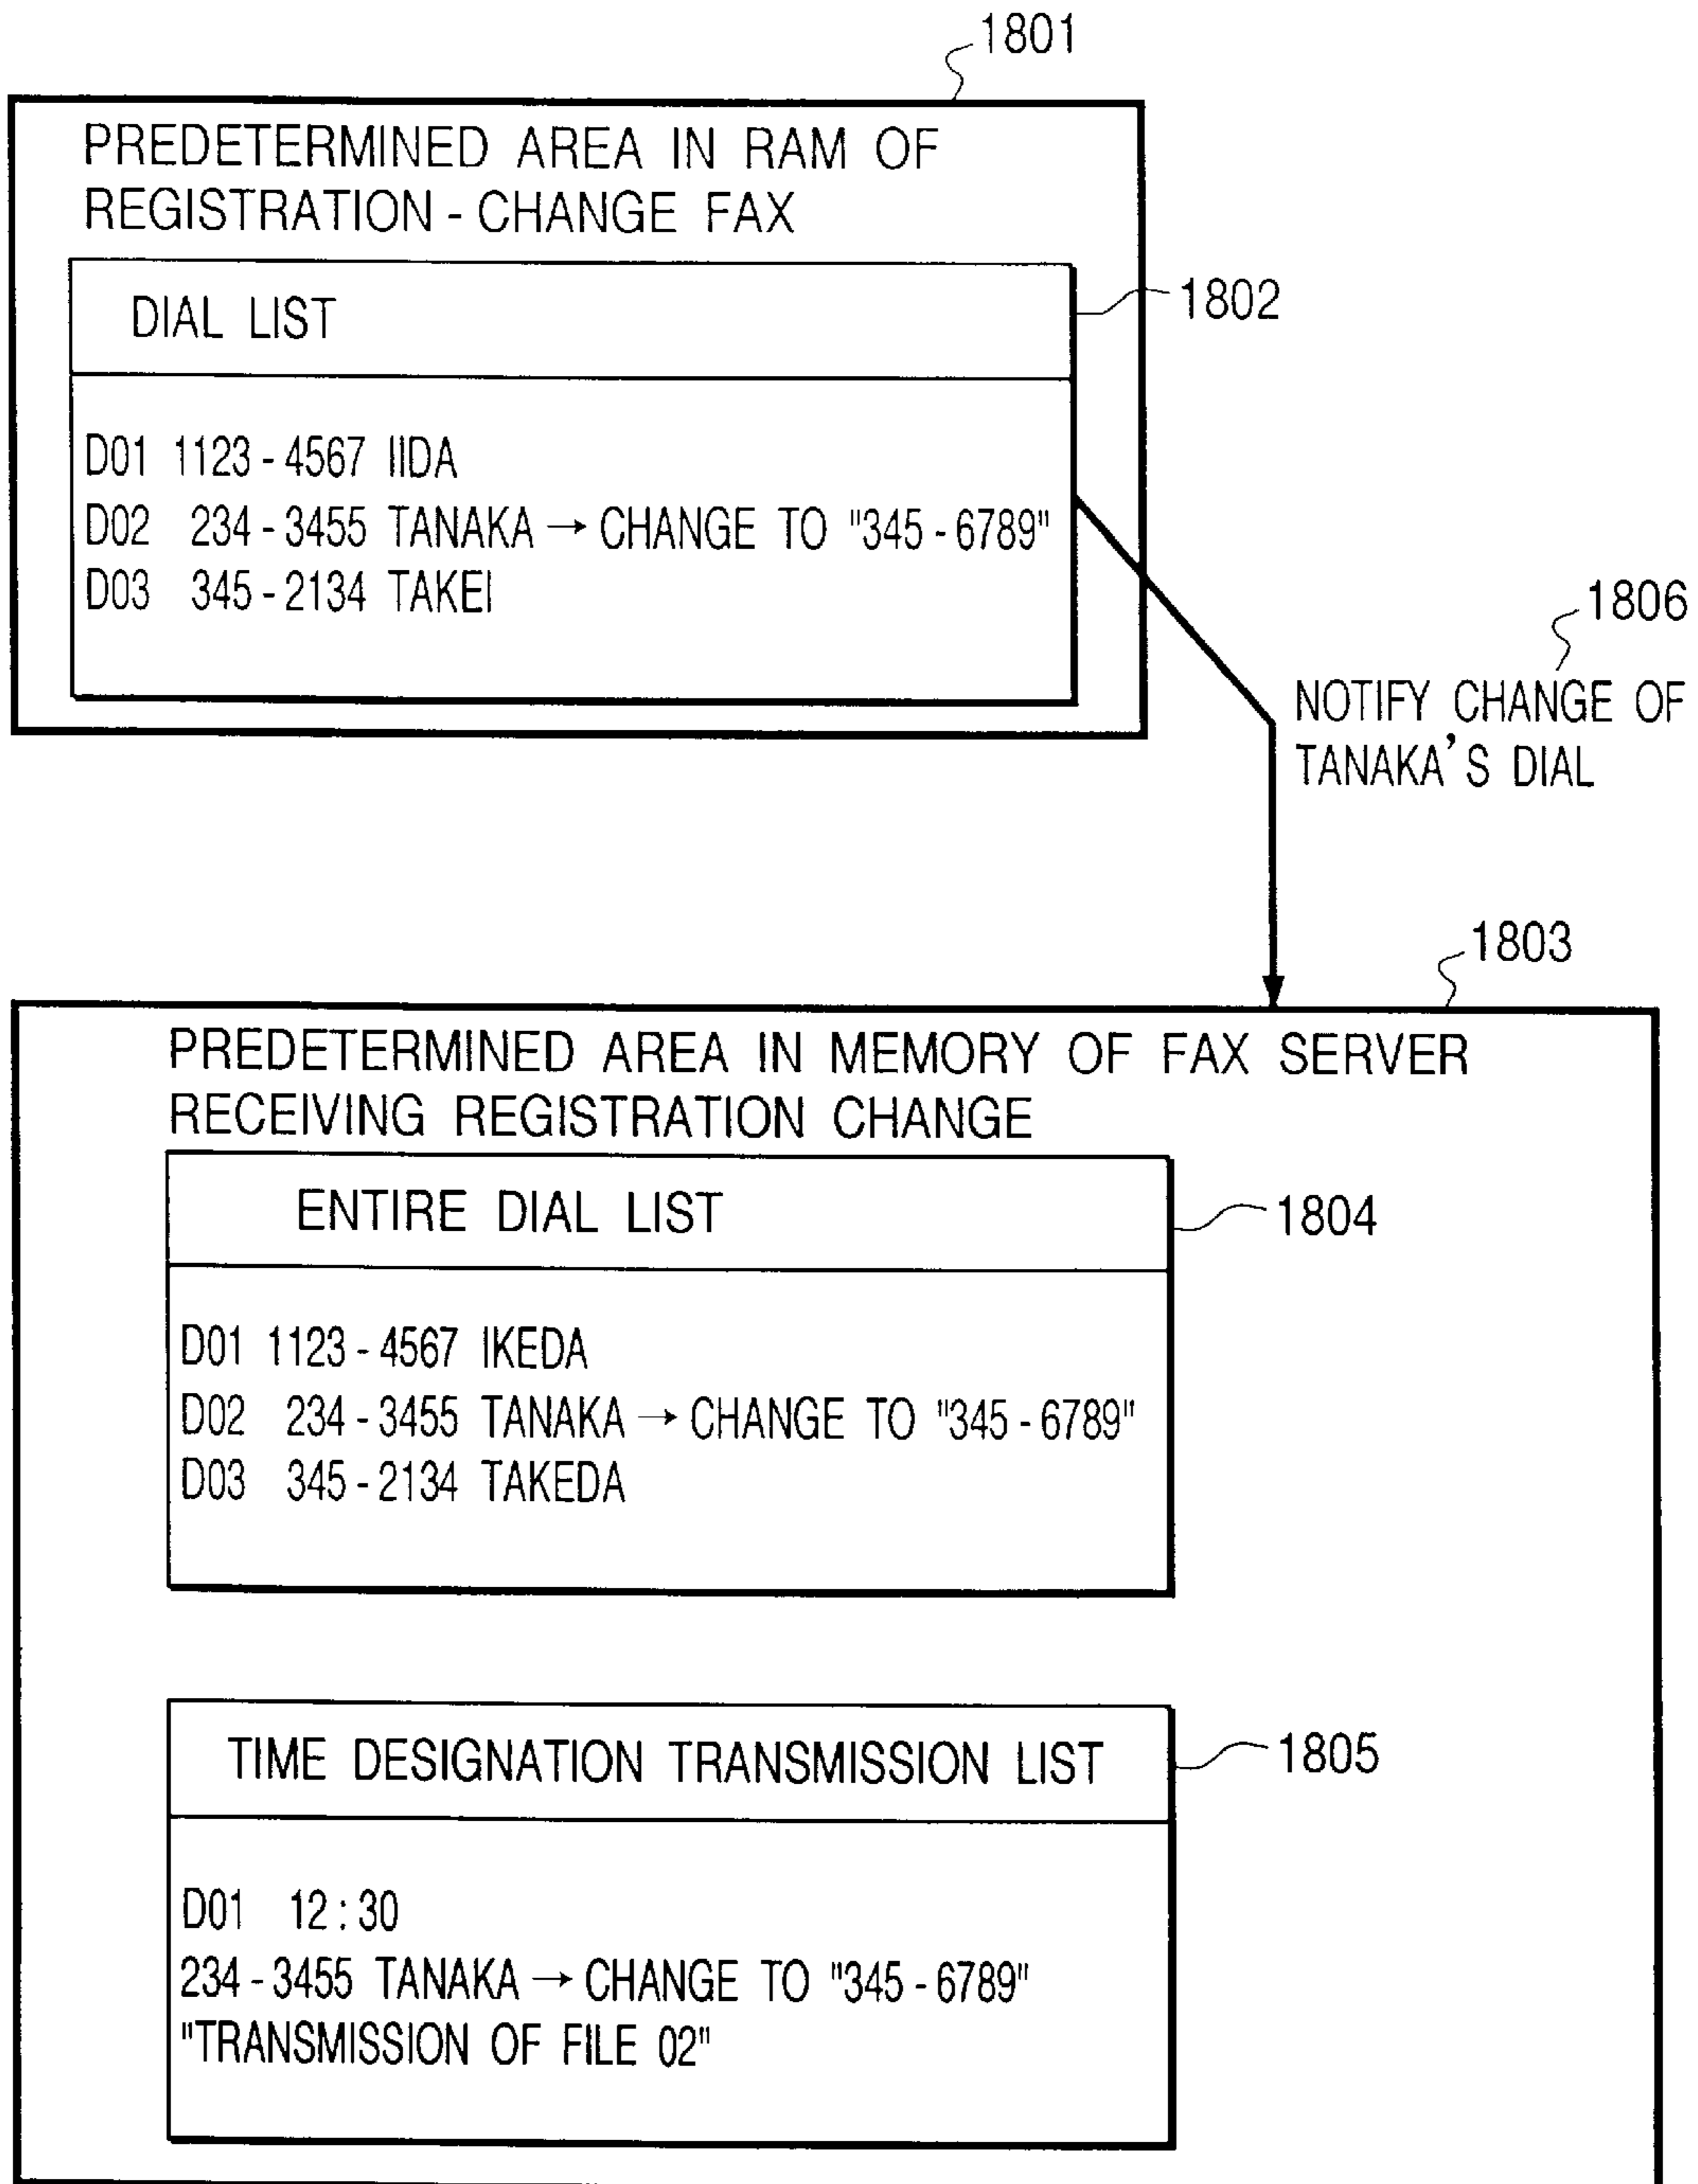 1801
PREDETERMINED AREA IN RAM OF
REGISTRATION - CHANGE FAX
DIAL LIST
1802
D01 1123 - 4567 IIDA
D02 234 - 3455 TANAKA → CHANGE TO "345 - 6789"
D03 345 - 2134 TAKEI
1806
NOTIFY CHANGE OF
TANAKA'S DIAL
1803
PREDETERMINED AREA IN MEMORY OF FAX SERVER
RECEIVING REGISTRATION CHANGE
ENTIRE DIAL LIST
1804
D01 1123 - 4567 IKEDA
D02 234 - 3455 TANAKA → CHANGE TO "345 - 6789"
D03 345 - 2134 TAKEDA
TIME DESIGNATION TRANSMISSION LIST
1805
D01 12 : 30
234 - 3455 TANAKA → CHANGE TO "345 - 6789"
"TRANSMISSION OF FILE 02"